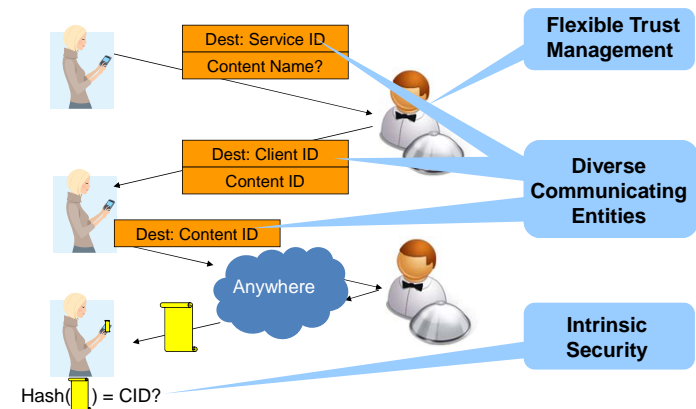 Flexible Trust
Management
Dest: Service ID
Content Name?
Dest: Client ID
Content ID
Diverse
Communicating
Entities
Dest: Content ID
Anywhere
Intrinsic
Security
Hash( ) = CID?